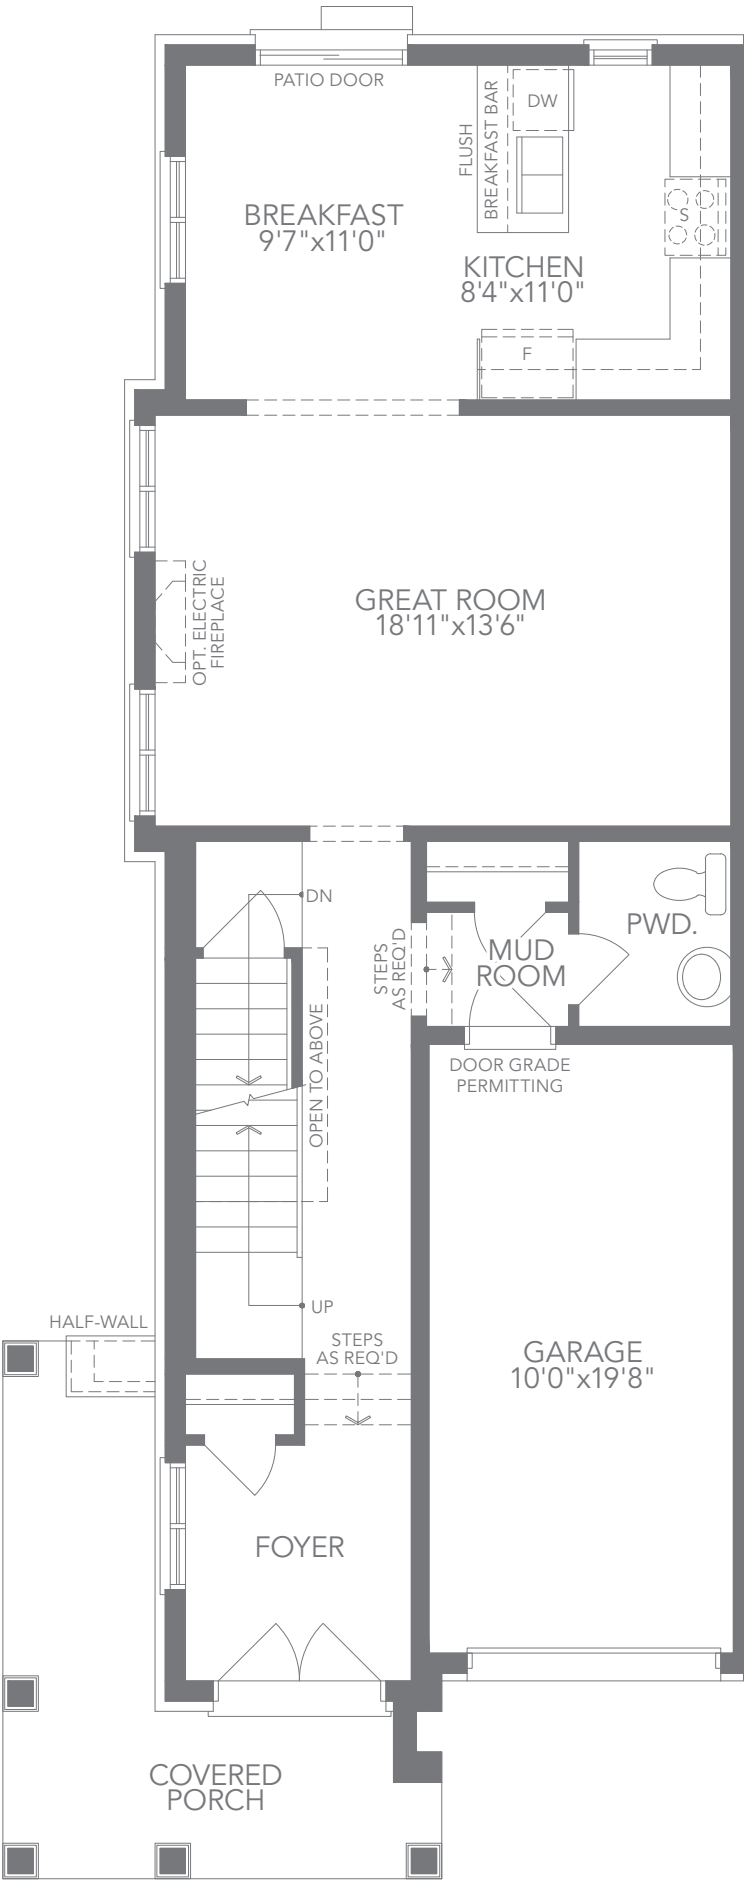 PATIO DOOR
FLUSH
BREAKFAST BAR
DW
BREAKFAST
9'7"x11'0"
S
KITCHEN
8'4"x11'0"
F
OPT. ELECTRIC
FIREPLACE
GREAT ROOM
18'11"x13'6"
DN
STEPS
AS REQ'D
MUD
ROOM
PWD.
OPEN TO ABOVE
DOOR GRADE
PERMITTING
UP
HALF-WALL
STEPS
AS REQ'D
GARAGE
10'0"x19'8"
FOYER
COVERED
PORCH